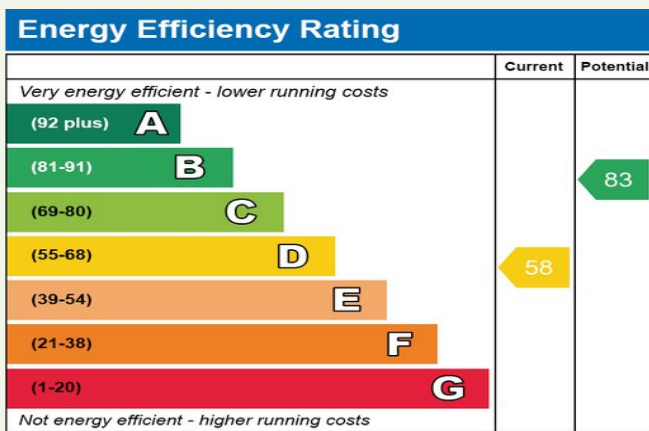 Energy Efficiency Rating
Current Potential
Very energy efficient - lower running costs
(92 plus) A
(81-91) B
83
(69-80) C
(55-68) D
58
(39-54) E
(21-38) F
(1-20) G
Not energy efficient - higher running costs